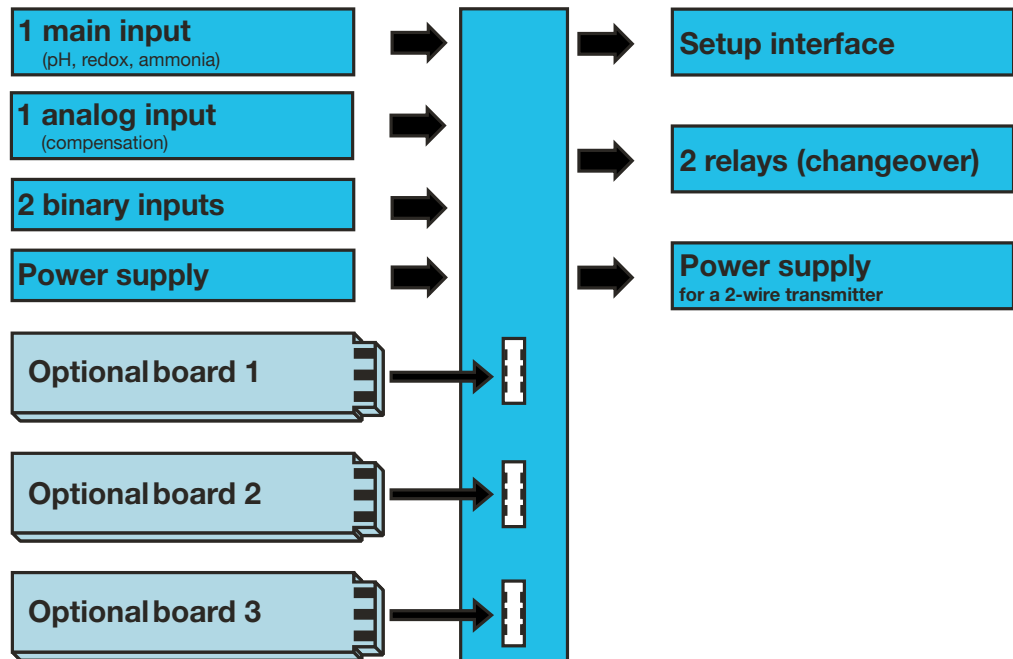 1 main input
(pH, redox, ammonia)
1 analog input
(compensation)
2 binary inputs
Power supply
Optional board 1
Optional board 2
Optional board 3
Setup interface
2 relays (changeover)
Power supply
for a 2-wire transmitter